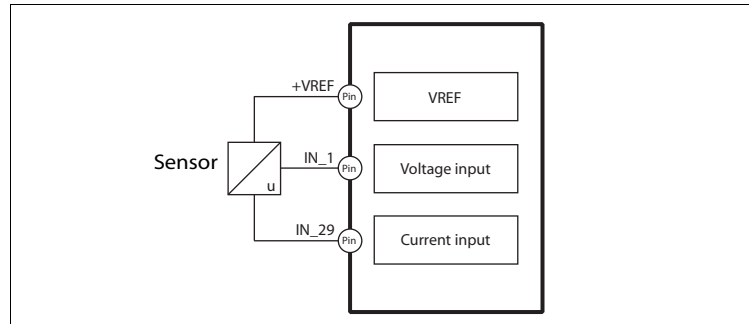 +VREF
Pin
VREF
Sensor
u
IN_1
Pin
Voltage input
IN_29
Pin
Current input